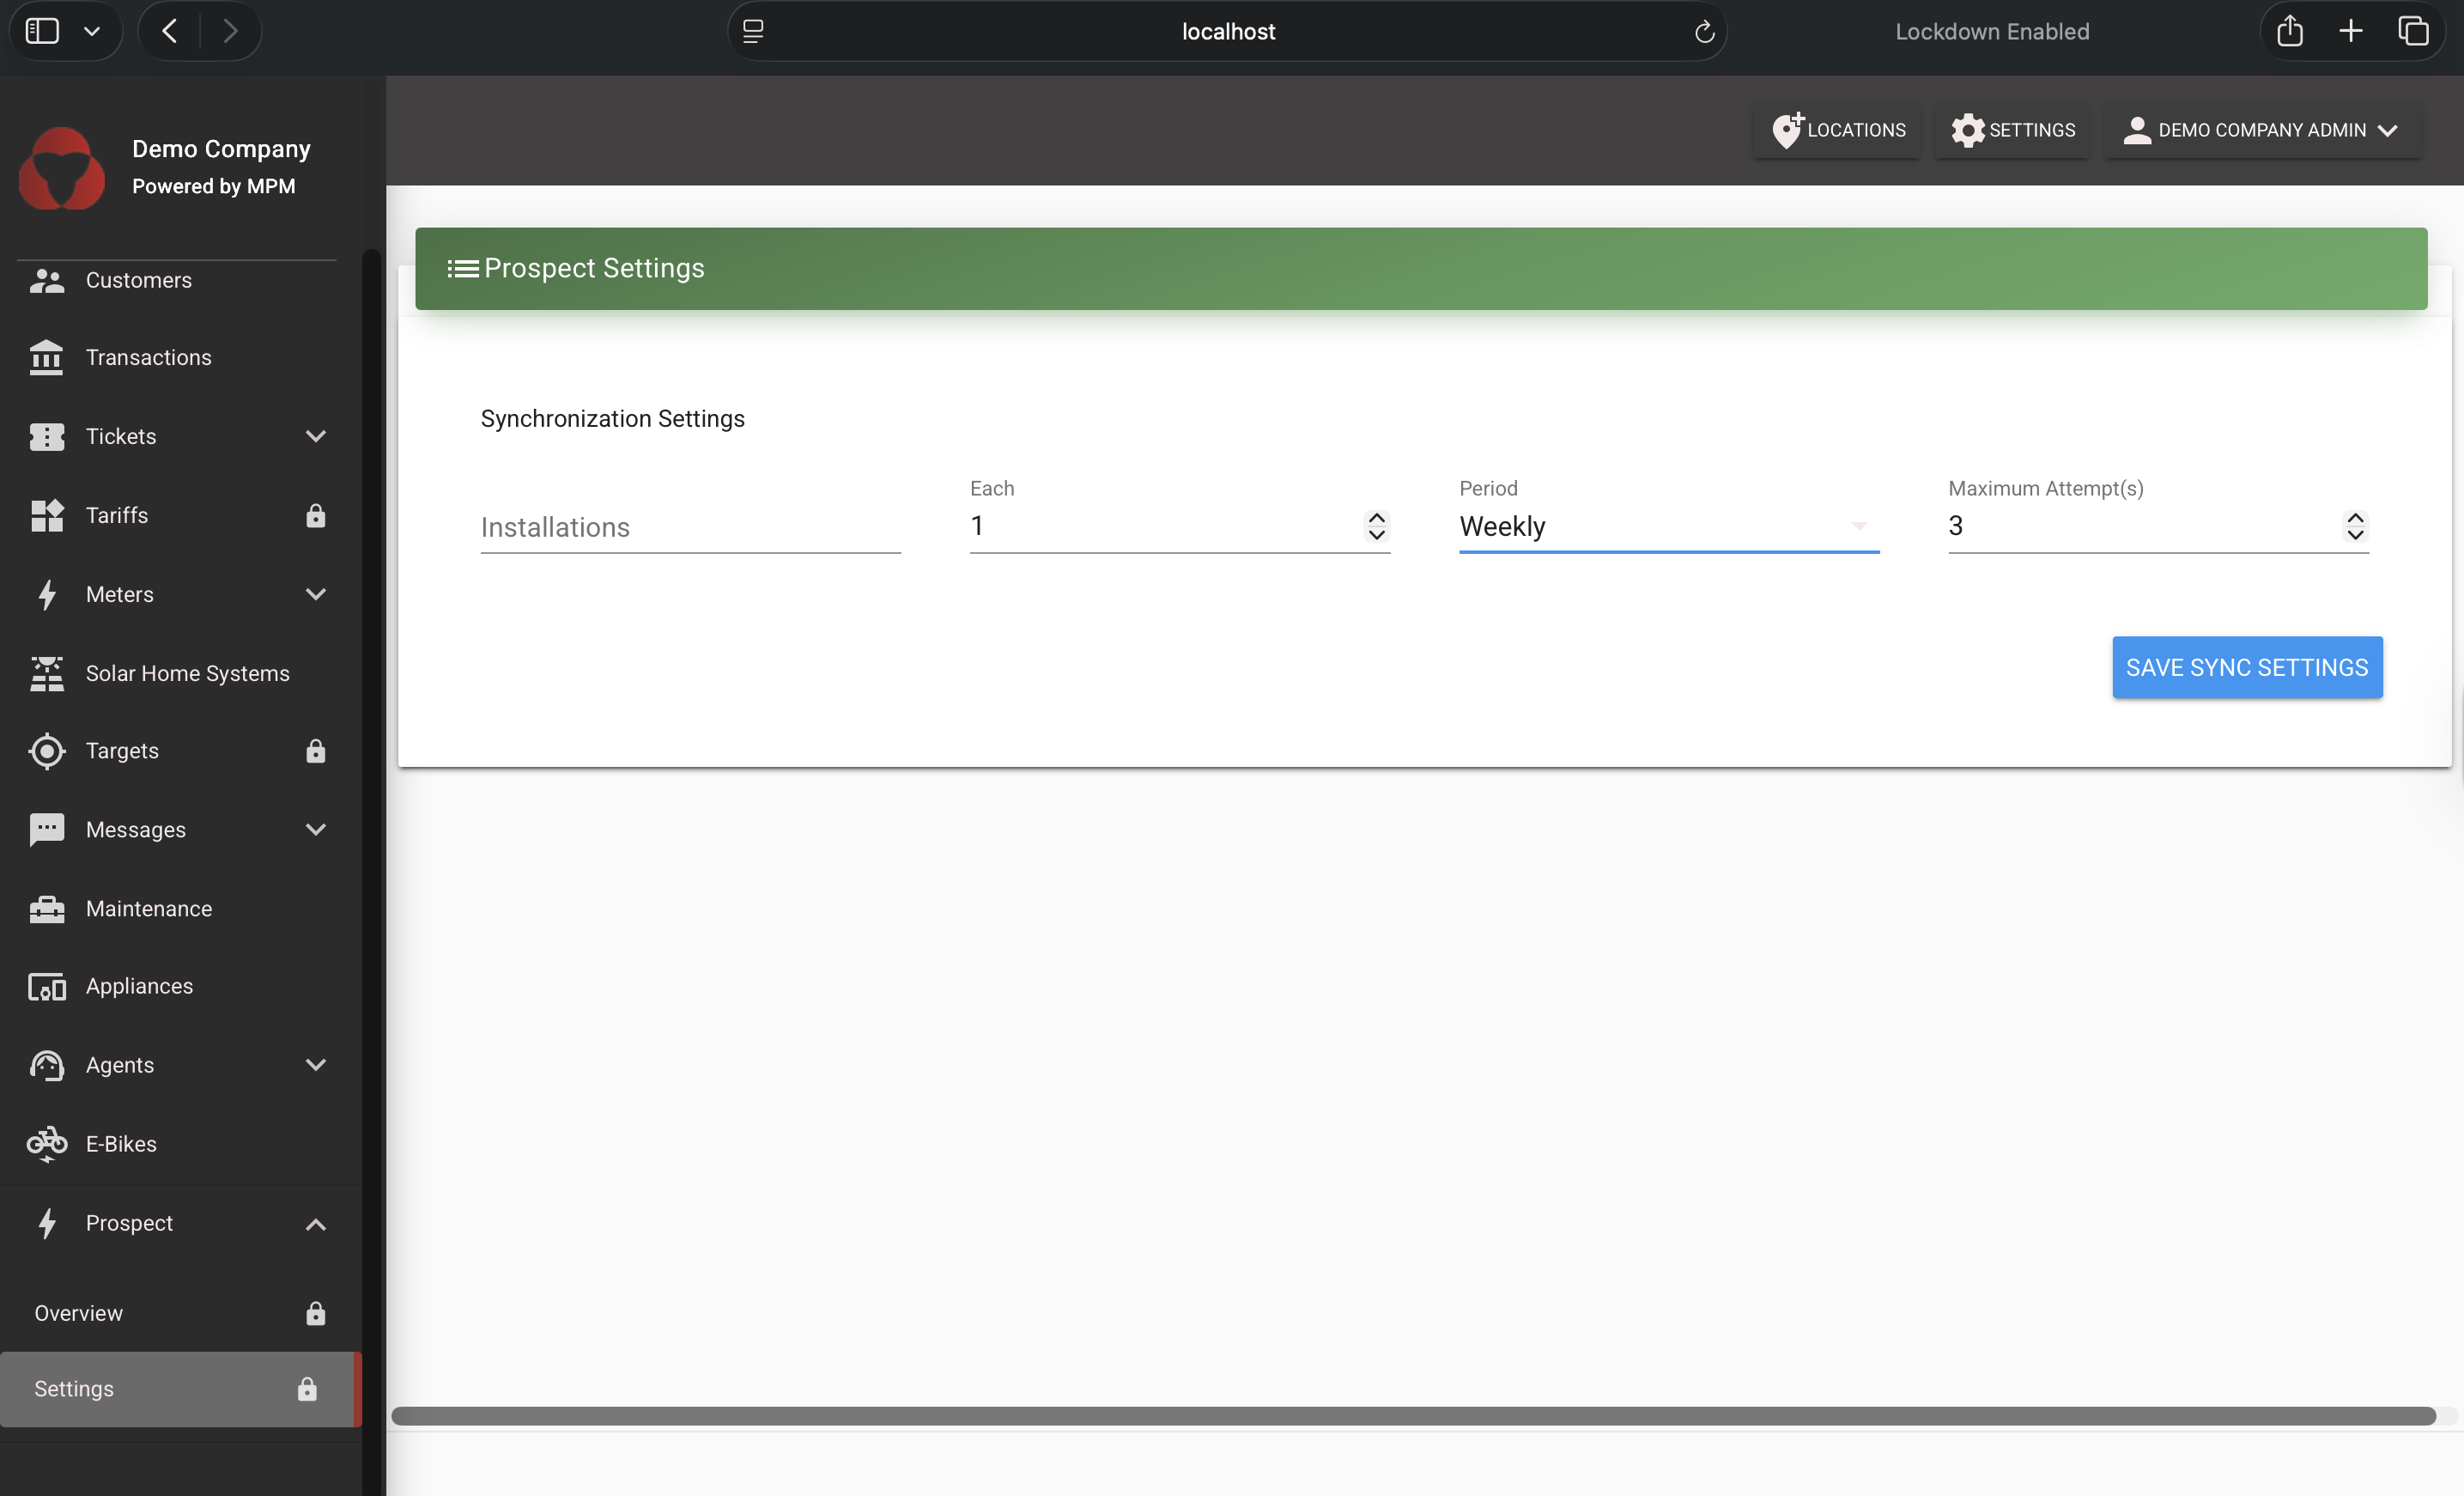 localhost
Lockdown Enabled
Demo Company
Powered by MPM
LOCATIONS
SETTINGS
DEMO COMPANY ADMIN
Customers
Transactions
Tickets
Tariffs
Meters
Solar Home Systems
Targets
Messages
Maintenance
Appliances
Agents
E-Bikes
Prospect
Overview
Settings
Prospect Settings
Synchronization Settings
Installations
Each
1
Period
Weekly
Maximum Attempt(s)
3
SAVE SYNC SETTINGS